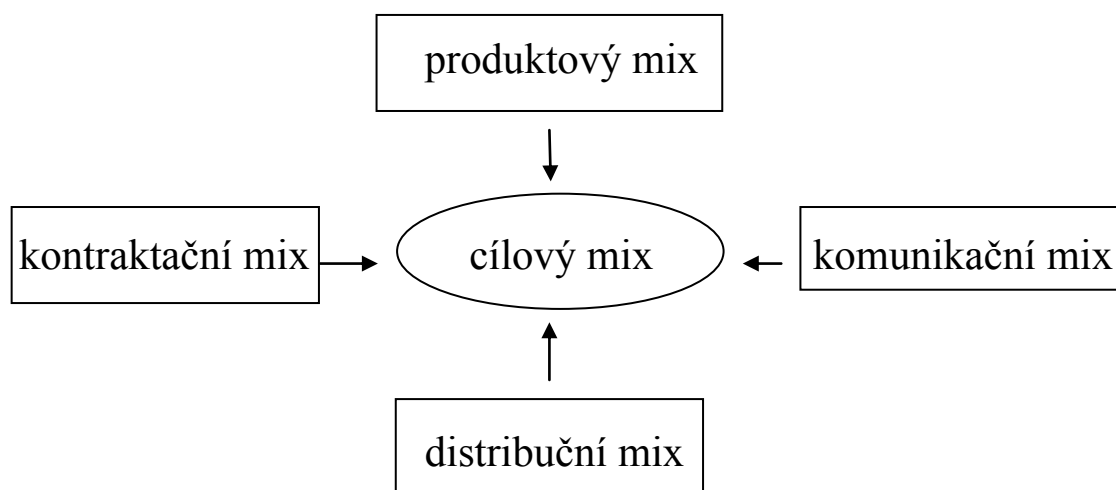 produktový mix
kontraktační mix
cílový mix
komunikační mix
distribuční mix